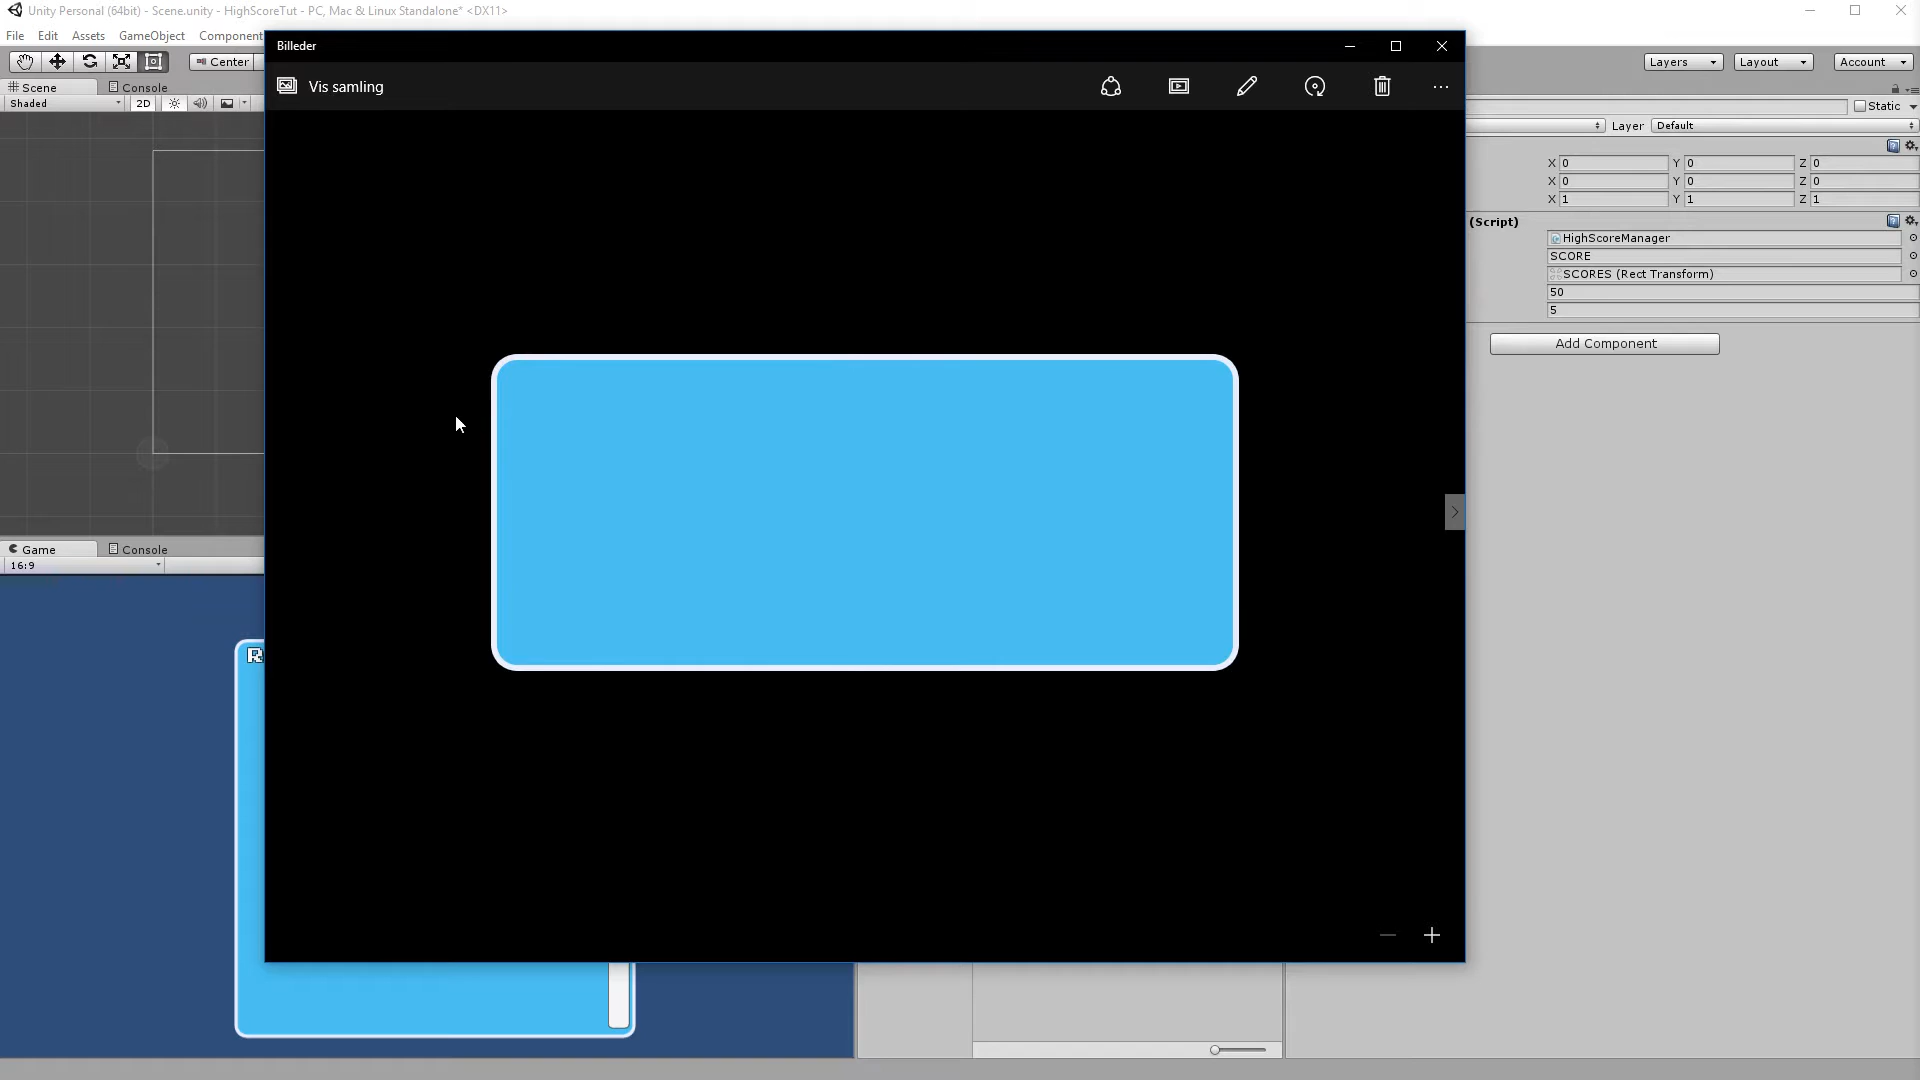 Unity Personal (64bit) - Scene.unity - HighScoreTut - PC, Mac & Linux Standalone* <DX11>
File Edit Assets GameObject Component
Billeder
Vis samling
Center
Layers Layout Account
Scene Console
Shaded 2D
Static
Layer Default
X 0 Y 0 Z 0
X 0 Y 0 Z 0
X 1 Y 1 Z 1
(Script)
HighScoreManager
SCORE
SCORES (Rect Transform)
50
5
Add Component
Game Console
16:9